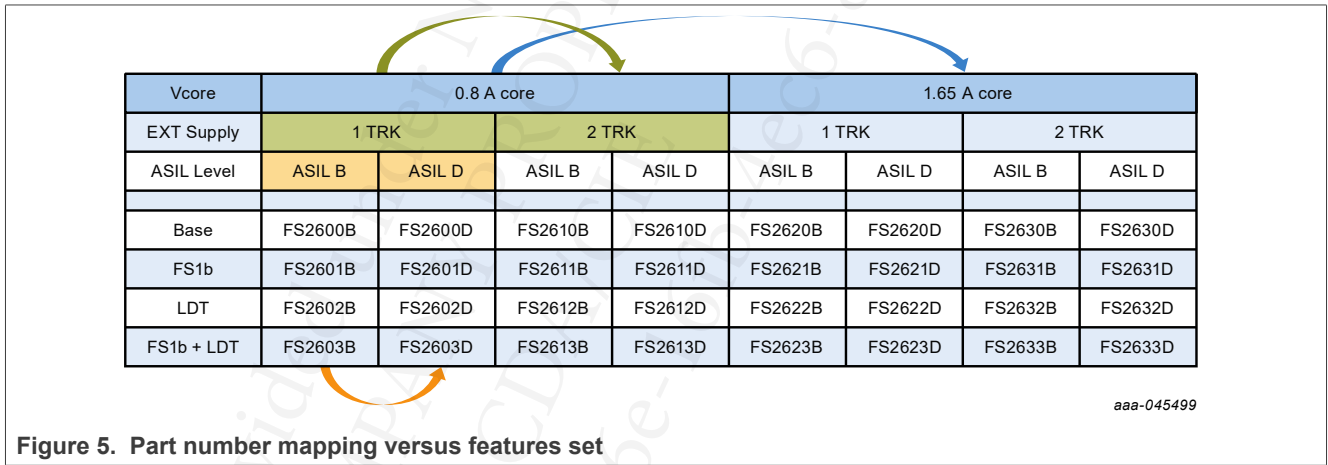 Vcore 0.8 A core 1.65 A core
EXT Supply 1 TRK 2 TRK 1 TRK 2 TRK
ASIL Level ASIL B ASIL D ASIL B ASIL D ASIL B ASIL D ASIL B ASIL D
Base FS2600B FS2600D FS2610B FS2610D FS2620B FS2620D FS2630B FS2630D
FS1b FS2601B FS2601D FS2611B FS2611D FS2621B FS2621D FS2631B FS2631D
LDT FS2602B FS2602D FS2612B FS2612D FS2622B FS2622D FS2632B FS2632D
FS1b + LDT FS2603B FS2603D FS2613B FS2613D FS2623B FS2623D FS2633B FS2633D
aaa-045499
Figure 5. Part number mapping versus features set